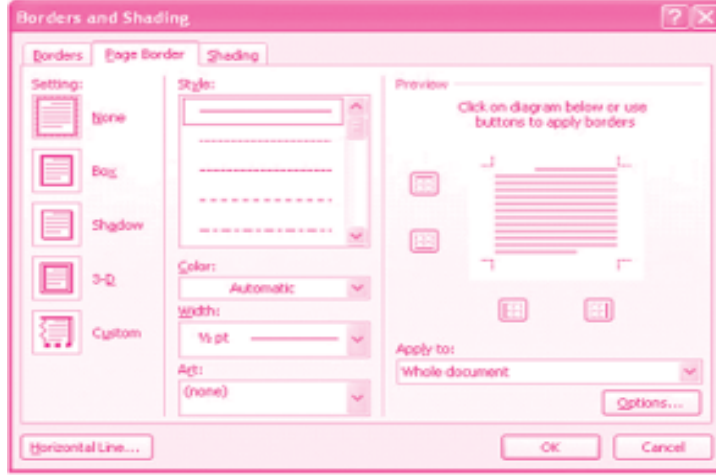 Borders and Shading
Borders
Page Border
Shading
Setting:
None
Box
Shadow
3-D
Custom
Style:
Color:
Automatic
Width:
½ pt
Art:
(none)
Preview
Click on diagram below or use
buttons to apply borders
Apply to:
Whole document
Options...
Horizontal Line...
OK
Cancel